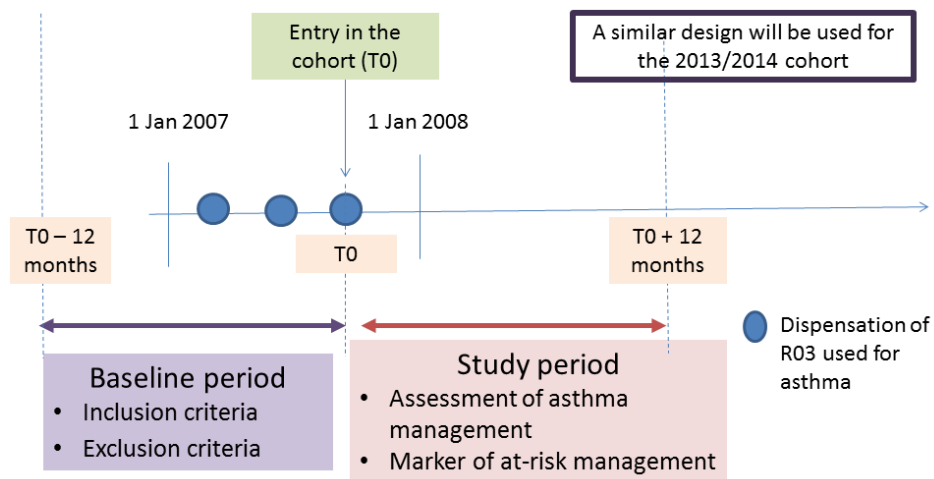 Entry in the
cohort (T0)
A similar design will be used for
the 2013/2014 cohort
1 Jan 2007
1 Jan 2008
T0 – 12
months
T0
T0 + 12
months
Dispensation of
R03 used for
asthma
Baseline period
• Inclusion criteria
• Exclusion criteria
Study period
• Assessment of asthma
management
• Marker of at-risk management